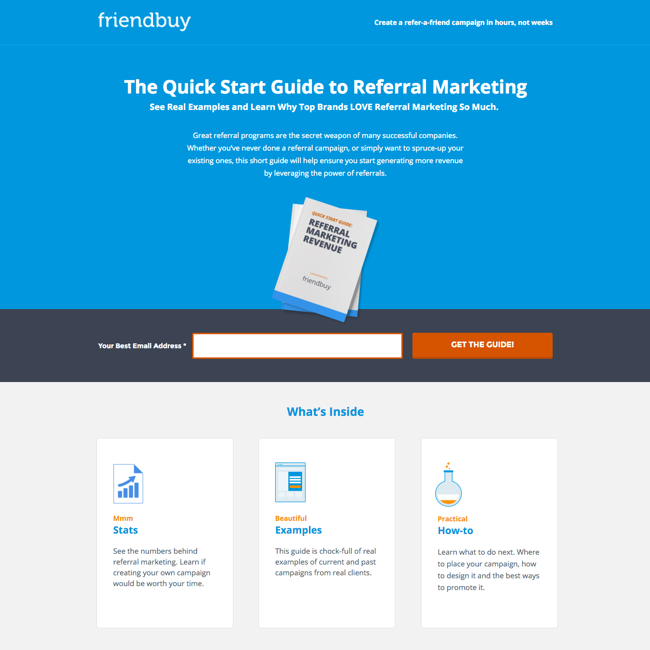 friendbuy
Create a refer-a-friend campaign in hours, not weeks
The Quick Start Guide to Referral Marketing
See Real Examples and Learn Why Top Brands LOVE Referral Marketing So Much.
Great referral programs are the secret weapon of many successful companies.
Whether you've never done a referral campaign, or simply want to spruce-up your
existing ones, this short guide will help ensure you start generating more revenue
by leveraging the power of referrals.
QUICK START GUIDE:
REFERRAL
MARKETING
REVENUE
friendbuy
Your Best Email Address *
GET THE GUIDE!
What's Inside
Mmm
Stats
See the numbers behind
referral marketing. Learn if
creating your own campaign
would be worth your time.
Beautiful
Examples
This guide is chock-full of real
examples of current and past
campaigns from real clients.
Practical
How-to
Learn what to do next. Where
to place your campaign, how
to design it and the best ways
to promote it.